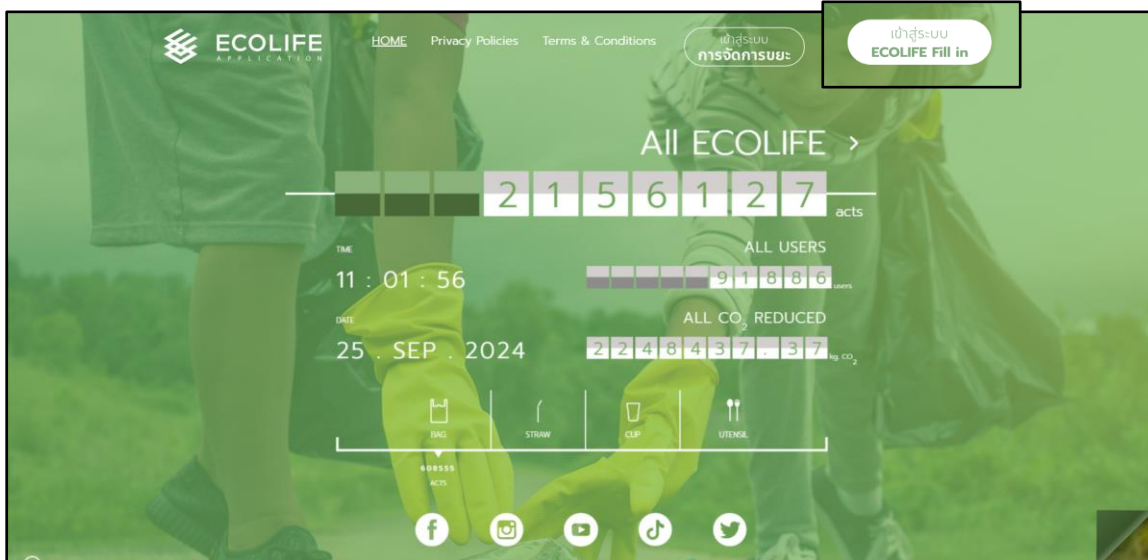 ECOLIFE
APPLICATION
HOME Privacy Policies Terms & Conditions
เข้าสู่ระบบ
การจัดการขยะ
เข้าสู่ระบบ
ECOLIFE Fill in
All ECOLIFE >
2156127 acts
TIME
11 : 01 : 56
ALL USERS
91886 users
DATE
25 . SEP . 2024
ALL CO2 REDUCED
2248437.37 kg. CO2
BAG STRAW CUP UTENSIL
608555
ACTS